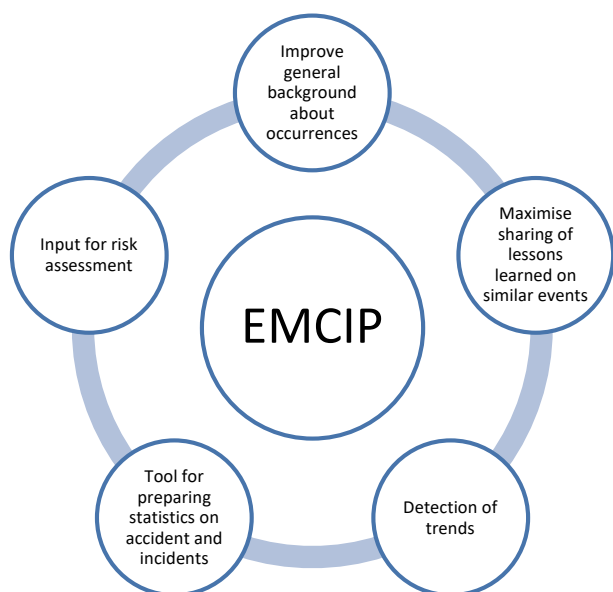 Improve
general
background
about
occurrences
Maximise
sharing of
lessons
learned on
similar events
Detection of
trends
Tool for
preparing
statistics on
accident and
incidents
Input for risk
assessment
EMCIP